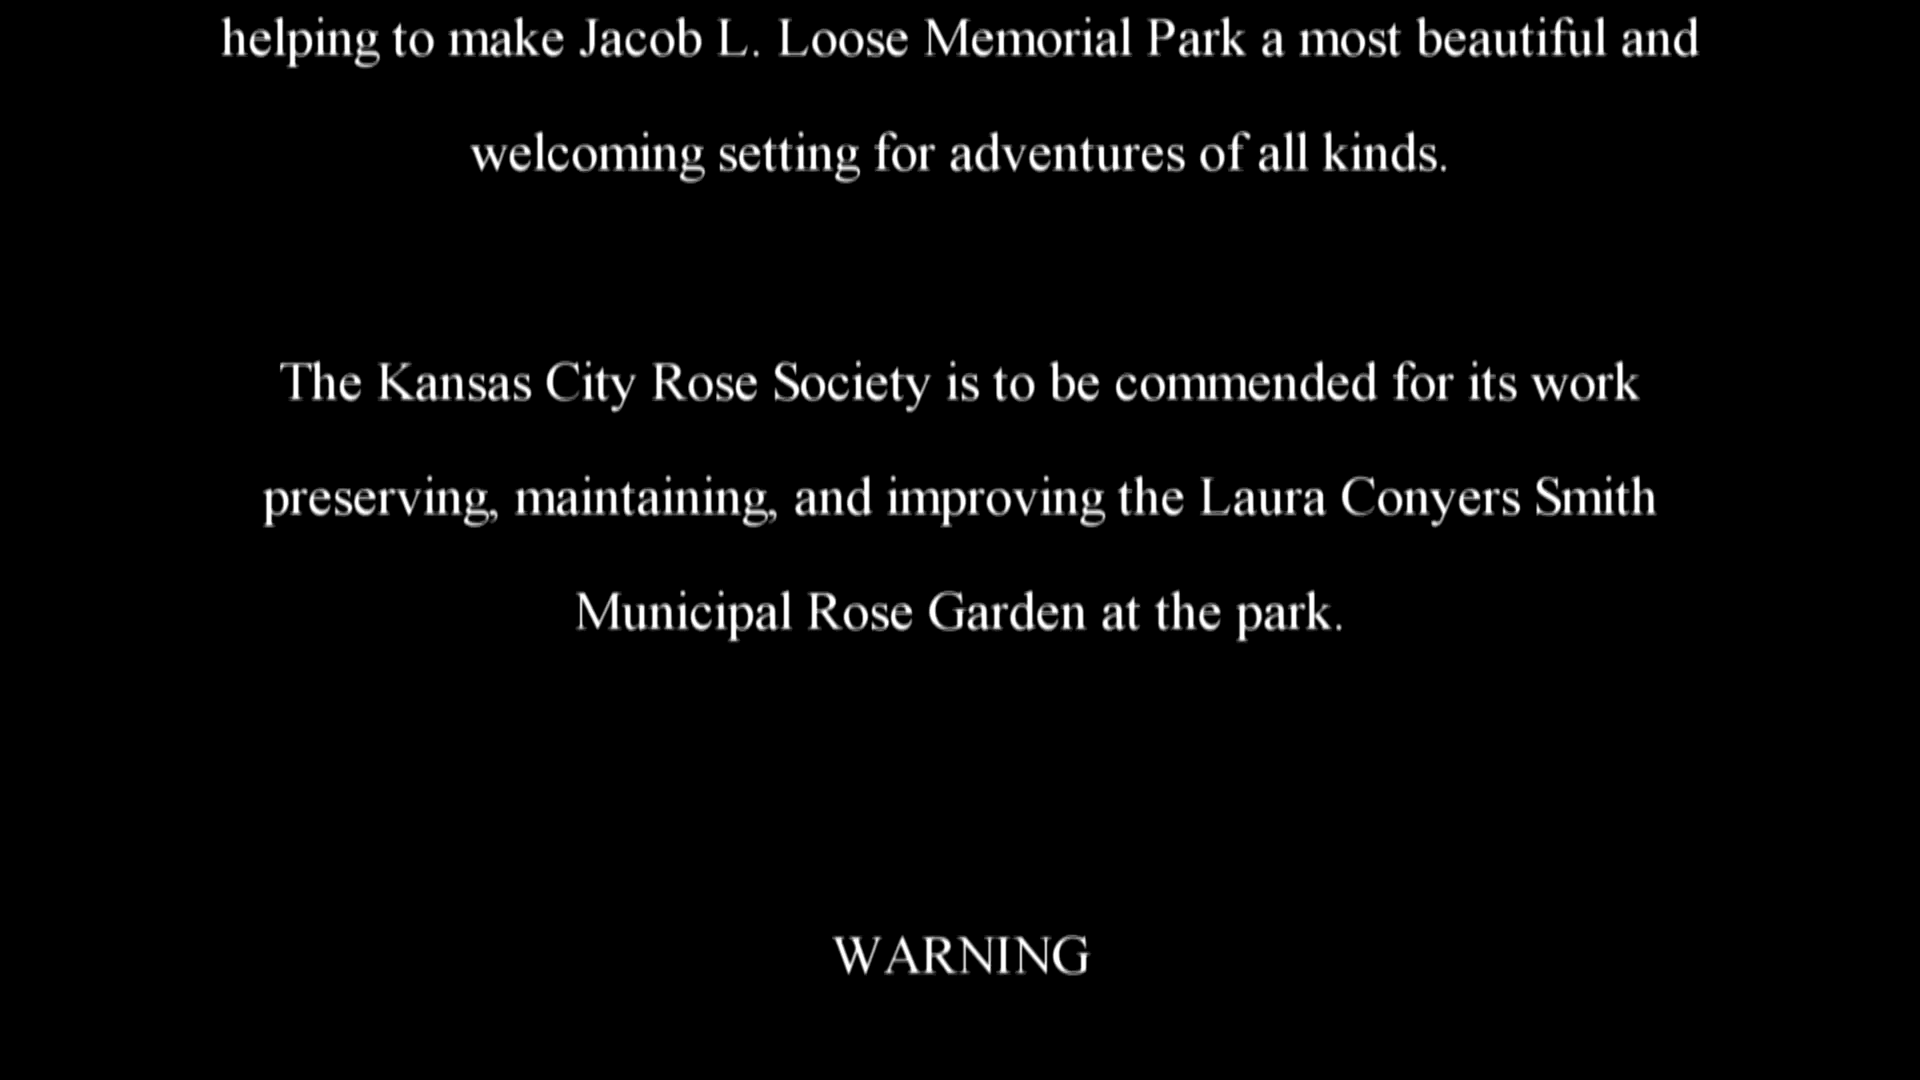 helping to make Jacob L. Loose Memorial Park a most beautiful and
welcoming setting for adventures of all kinds.
The Kansas City Rose Society is to be commended for its work
preserving, maintaining, and improving the Laura Conyers Smith
Municipal Rose Garden at the park.
WARNING